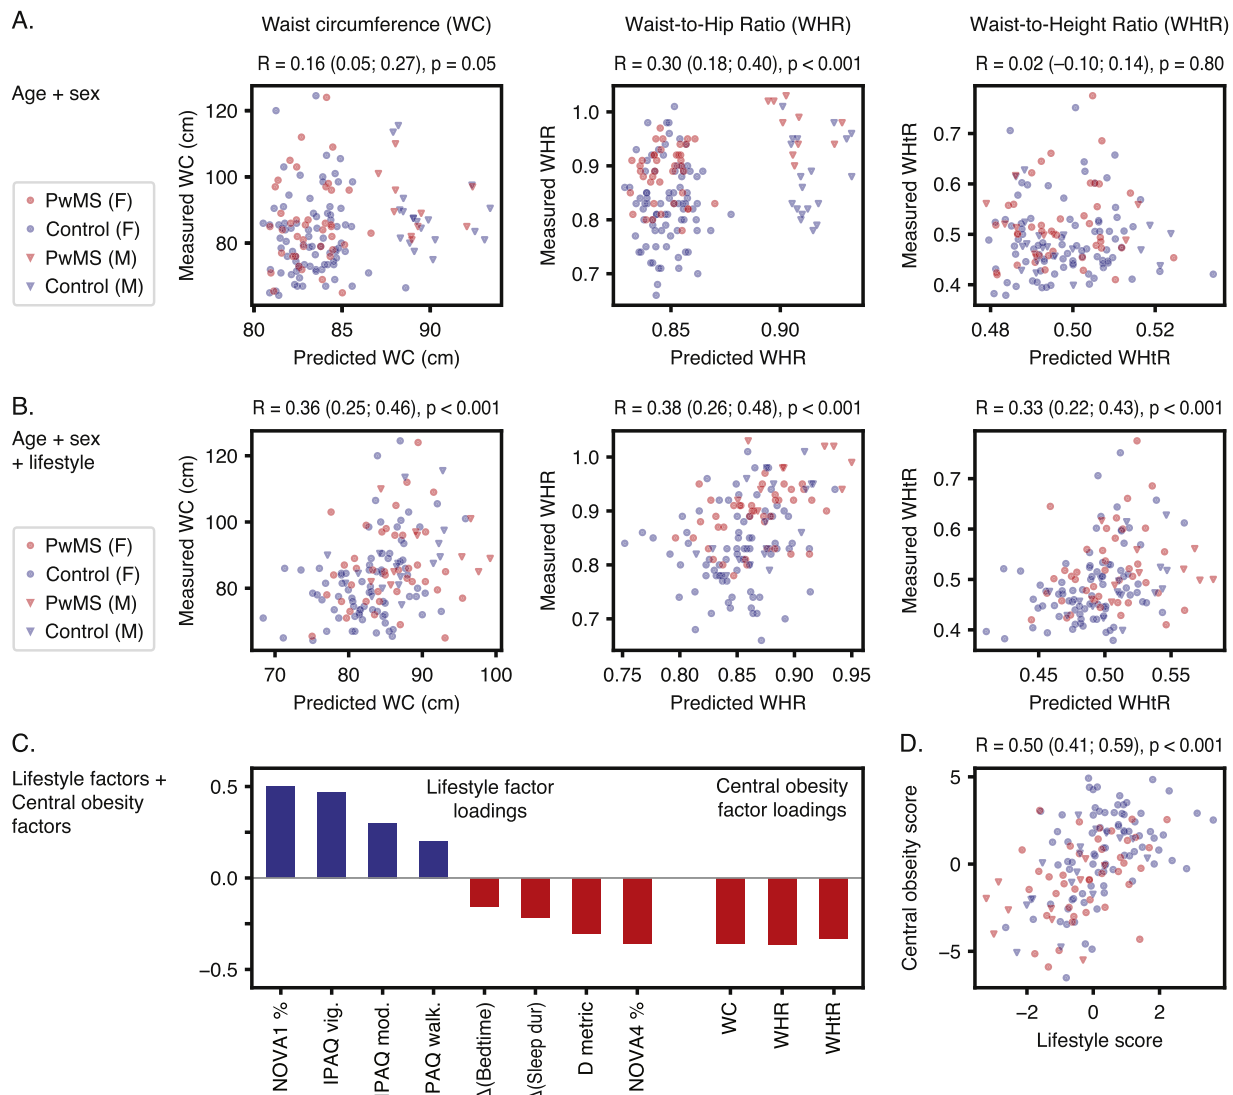 A.
Waist circumference (WC)
Waist-to-Hip Ratio (WHR)
Waist-to-Height Ratio (WHtR)
R = 0.16 (0.05; 0.27), p = 0.05
R = 0.30 (0.18; 0.40), p < 0.001
R = 0.02 (–0.10; 0.14), p = 0.80
Age + sex
PwMS (F)
Control (F)
PwMS (M)
Control (M)
Measured WC (cm)
120
100
80
80
85
90
Predicted WC (cm)
Measured WHR
1.0
0.9
0.8
0.7
0.85
0.90
Predicted WHR
Measured WHtR
0.7
0.6
0.5
0.4
0.48
0.50
0.52
Predicted WHtR
B.
R = 0.36 (0.25; 0.46), p < 0.001
R = 0.38 (0.26; 0.48), p < 0.001
R = 0.33 (0.22; 0.43), p < 0.001
Age + sex
+ lifestyle
PwMS (F)
Control (F)
PwMS (M)
Control (M)
Measured WC (cm)
120
100
80
70
80
90
100
Predicted WC (cm)
Measured WHR
1.0
0.9
0.8
0.7
0.75
0.80
0.85
0.90
0.95
Predicted WHR
Measured WHtR
0.7
0.6
0.5
0.4
0.45
0.50
0.55
Predicted WHtR
C.
Lifestyle factors +
Central obesity
factors
0.5
0.0
−0.5
Lifestyle factor
loadings
Central obesity
factor loadings
NOVA1 %
IPAQ vig.
IPAQ mod.
PAQ walk.
Δ(Bedtime)
Δ(Sleep dur)
D metric
NOVA4 %
WC
WHR
WHtR
D.
R = 0.50 (0.41; 0.59), p < 0.001
Central obseity score
5
0
−5
−2
0
2
Lifestyle score